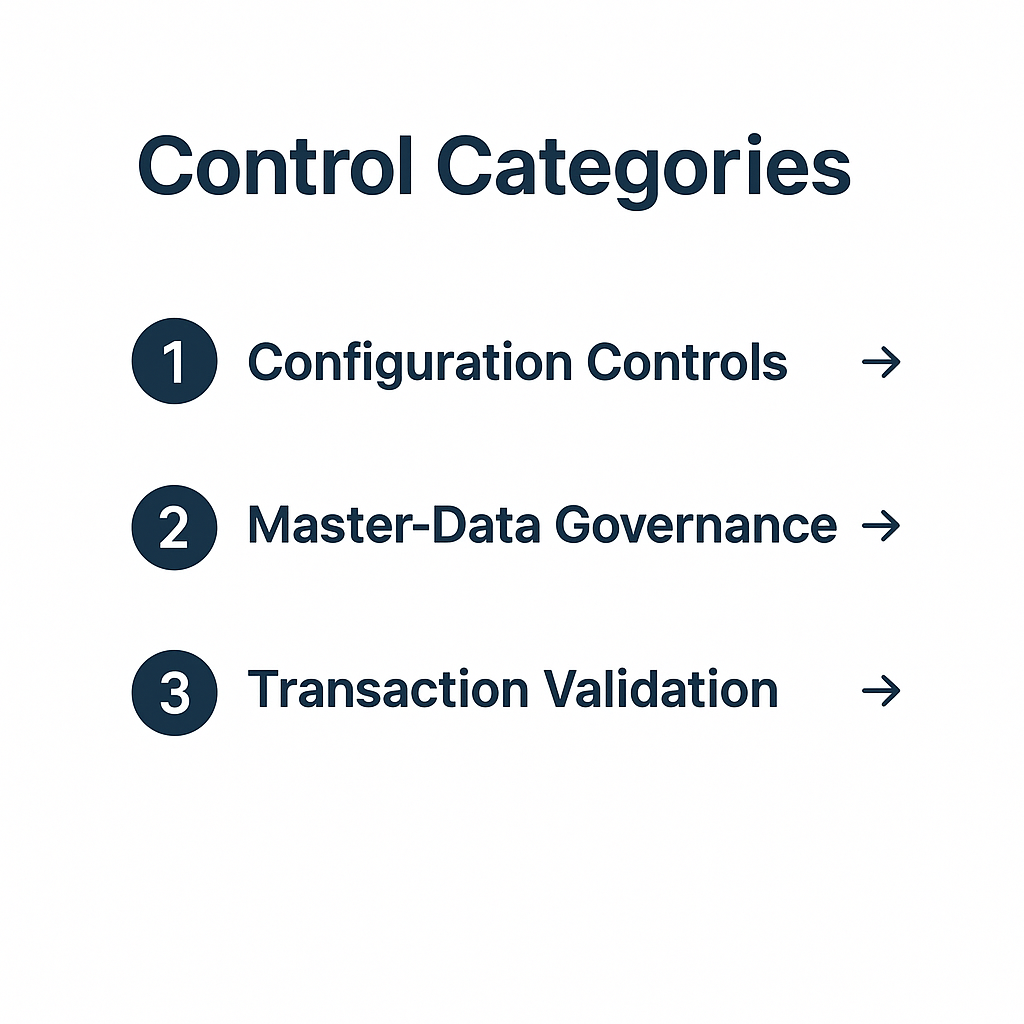 Control Categories
1 Configuration Controls →
2 Master-Data Governance →
3 Transaction Validation →